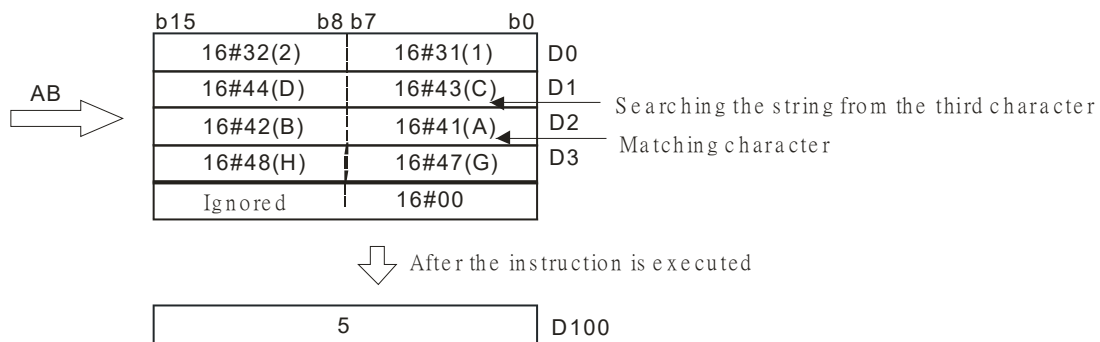 b15 b8 b7 b0
16#32(2) 16#31(1) D0
16#44(D) 16#43(C) D1
AB
Searching the string from the third character
16#42(B) 16#41(A) D2
Matching character
16#48(H) 16#47(G) D3
Ignored 16#00
After the instruction is executed
5 D100